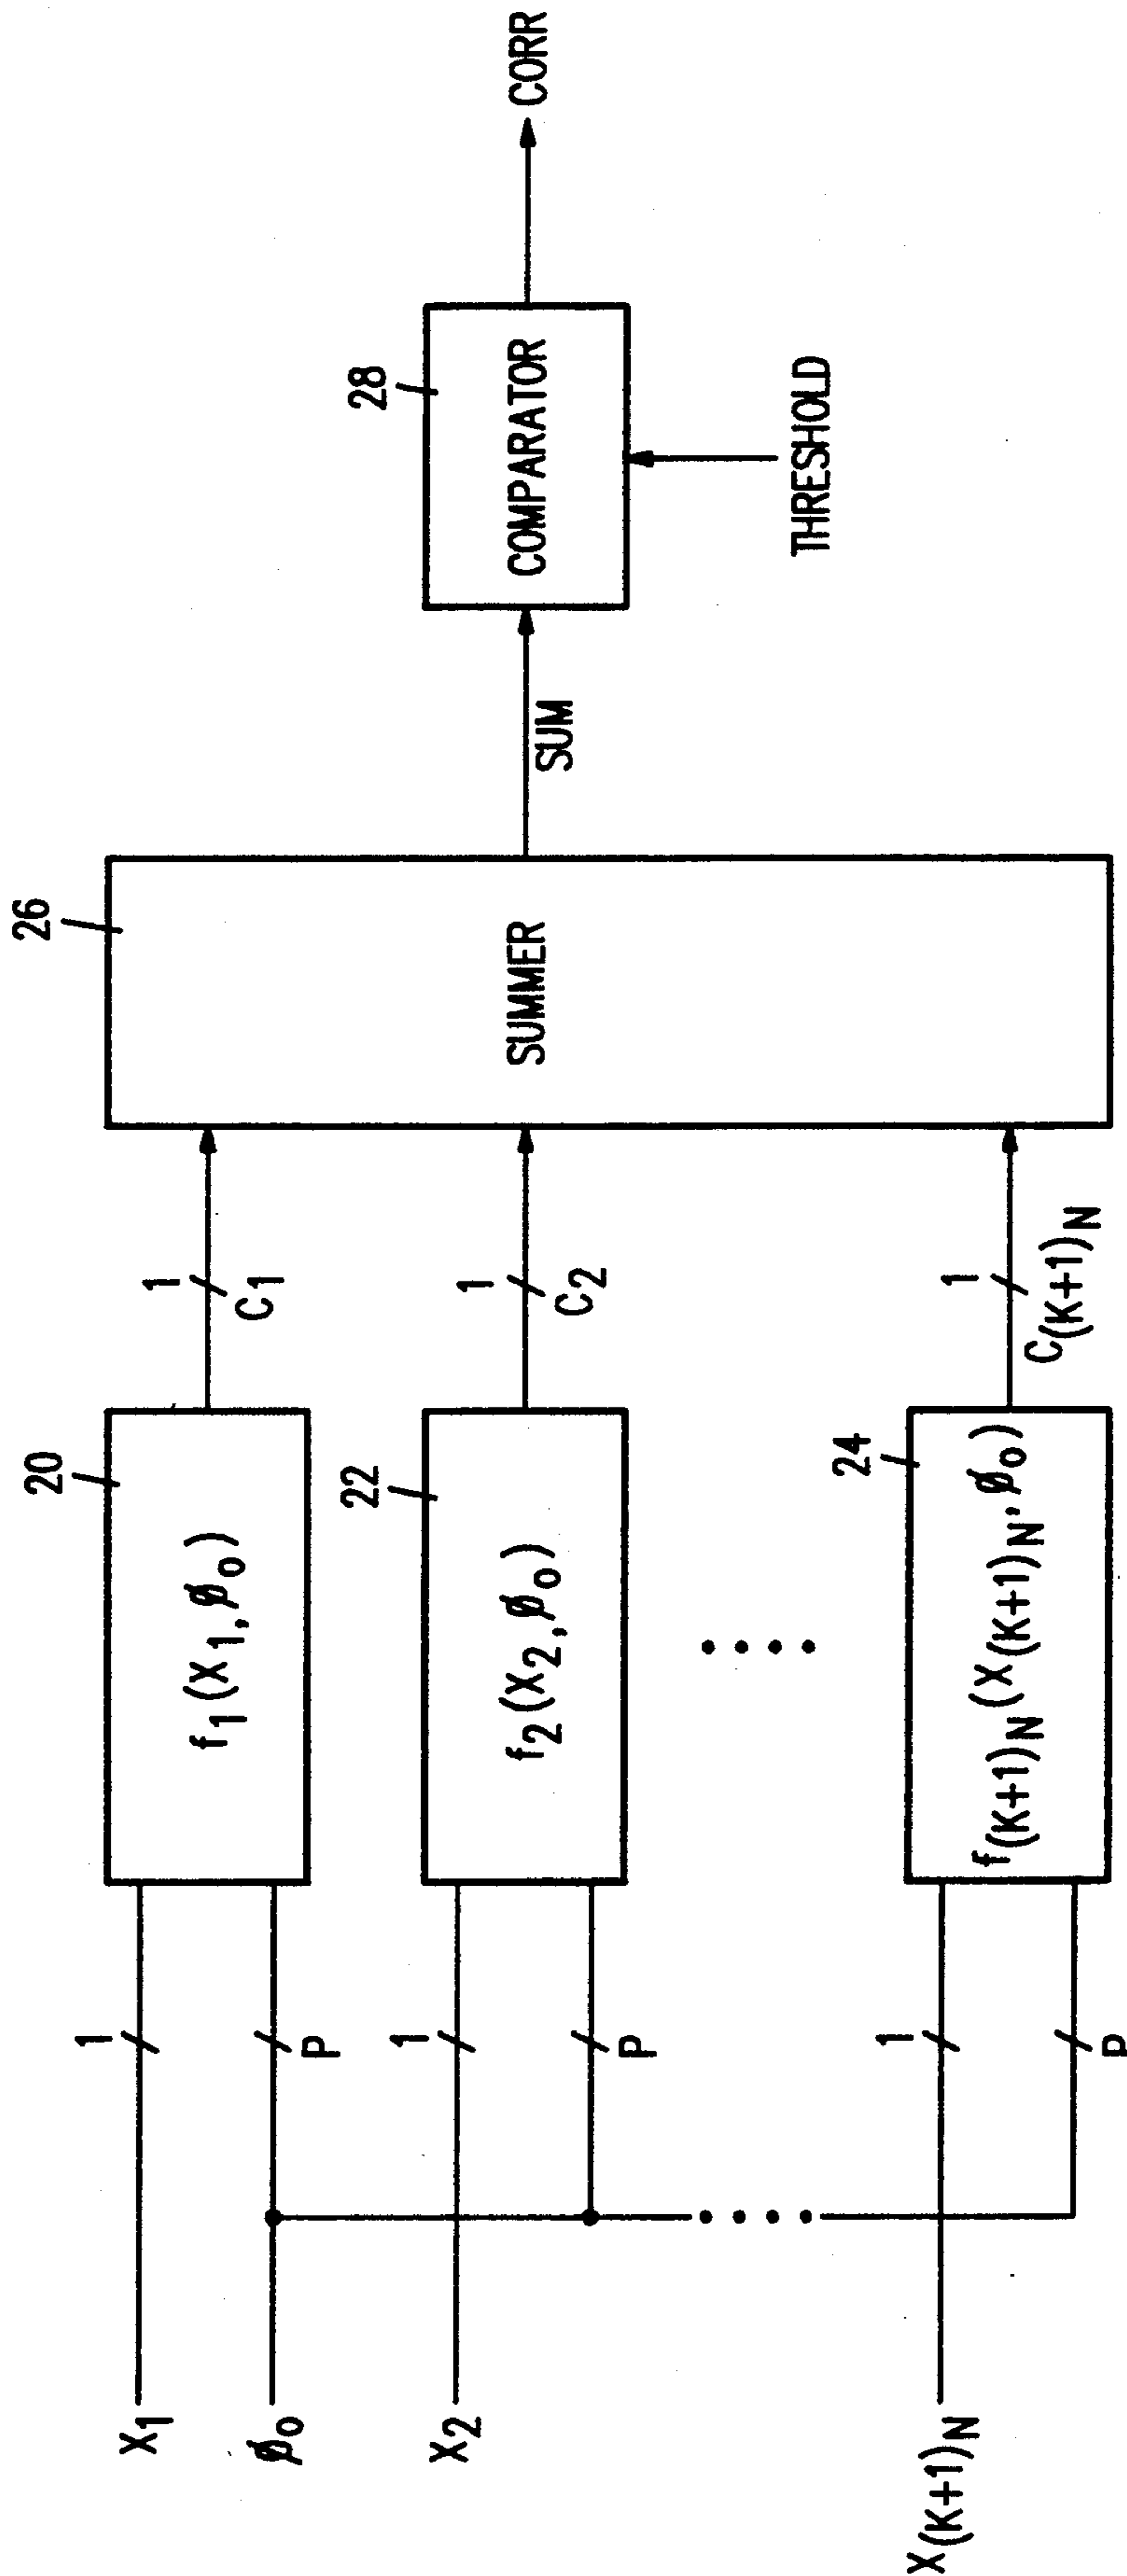 X1
1
20
f1(X1, ø0)
1
C1
ø0
P
X2
1
22
f2(X2, ø0)
1
C2
P
X(K+1)N
1
24
f(K+1)N(X(K+1)N, ø0)
1
C(K+1)N
P
26
SUMMER
SUM
28
COMPARATOR
THRESHOLD
CORR